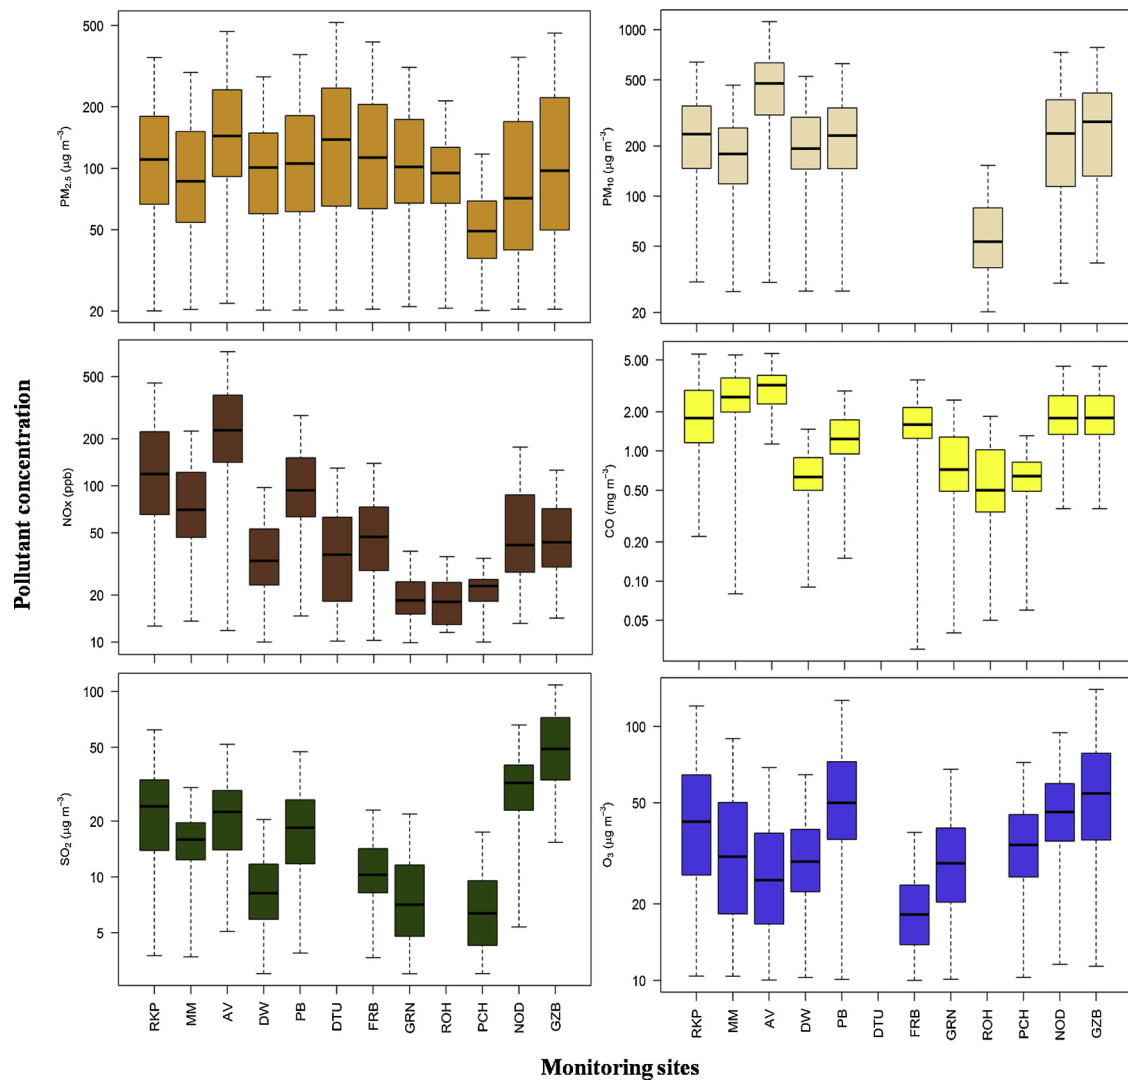 500
200
100
50
20
PM2.5 (µg m−3)
1000
500
200
100
50
20
PM10 (µg m−3)
500
200
100
50
20
10
NOx (ppb)
5.00
2.00
1.00
0.50
0.20
0.10
0.05
CO (mg m−3)
Pollutant concentration
100
50
20
10
5
SO2 (µg m−3)
RKP
MM
AV
DW
PB
DTU
FRB
GRN
ROH
PCH
NOD
GZB
100
50
20
10
O3 (µg m−3)
RKP
MM
AV
DW
PB
DTU
FRB
GRN
ROH
PCH
NOD
GZB
Monitoring sites